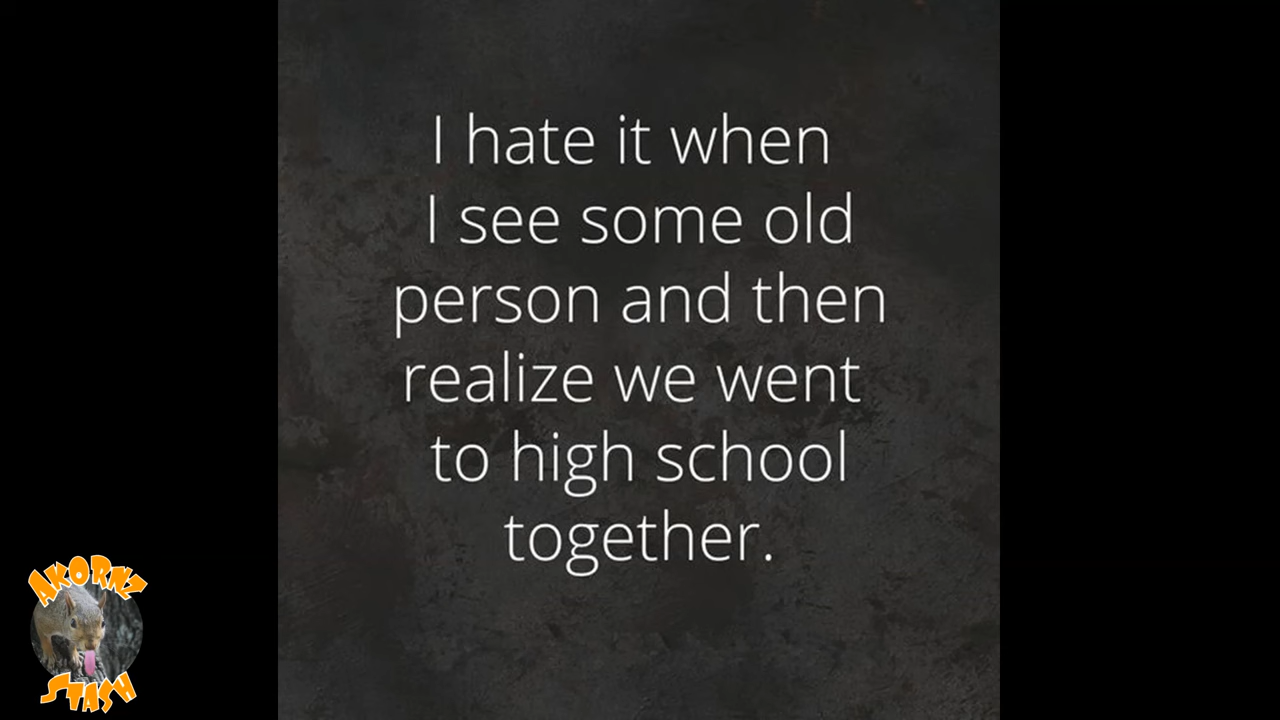 I hate it when
I see some old
person and then
realize we went
to high school
together.
AKORNZ
STASH